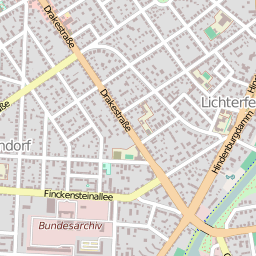 Drakestraße
Drakestraße
Lichterfe
Hindenburgdamm
ndorf
Finckensteinallee
Bundesarchiv